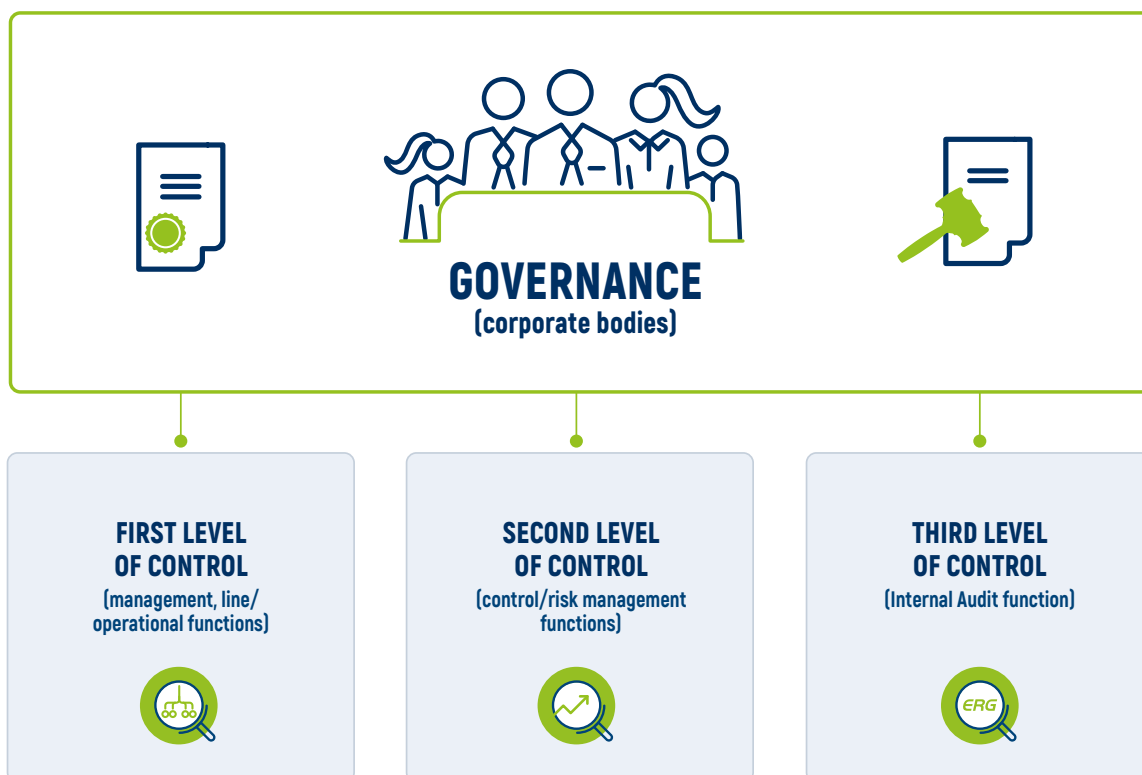 GOVERNANCE
(corporate bodies)
FIRST LEVEL
OF CONTROL
(management, line/
operational functions)
SECOND LEVEL
OF CONTROL
(control/risk management
functions)
THIRD LEVEL
OF CONTROL
(Internal Audit function)
ERG